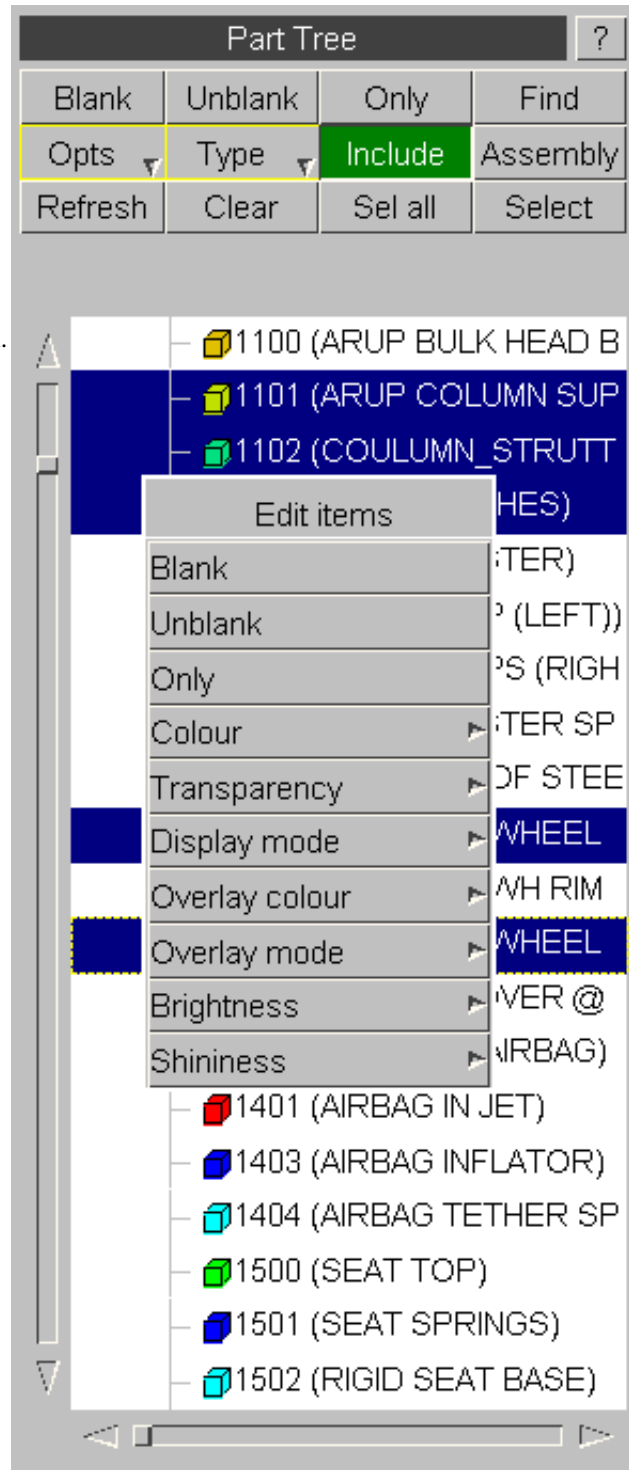 Part Tree ?
Blank Unblank Only Find
Opts Type Include Assembly
Refresh Clear Sel all Select
1100 (ARUP BULK HEAD B
1101 (ARUP COLUMN SUP
1102 (COULUMN_STRUTT
Edit items HES)
Blank TER)
Unblank (LEFT))
Only PS (RIGH
Colour TER SP
Transparency OF STEE
Display mode WHEEL
Overlay colour WH RIM
Overlay mode WHEEL
Brightness VER @
Shininess AIRBAG)
1401 (AIRBAG IN JET)
1403 (AIRBAG INFLATOR)
1404 (AIRBAG TETHER SP
1500 (SEAT TOP)
1501 (SEAT SPRINGS)
1502 (RIGID SEAT BASE)